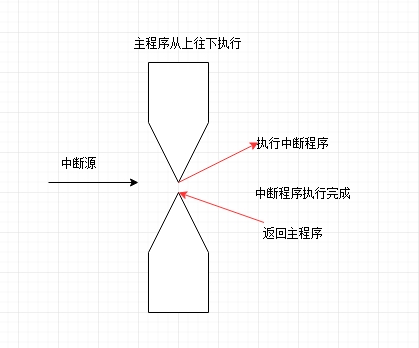 主程序从上往下执行
执行中断程序
中断源
中断程序执行完成
返回主程序